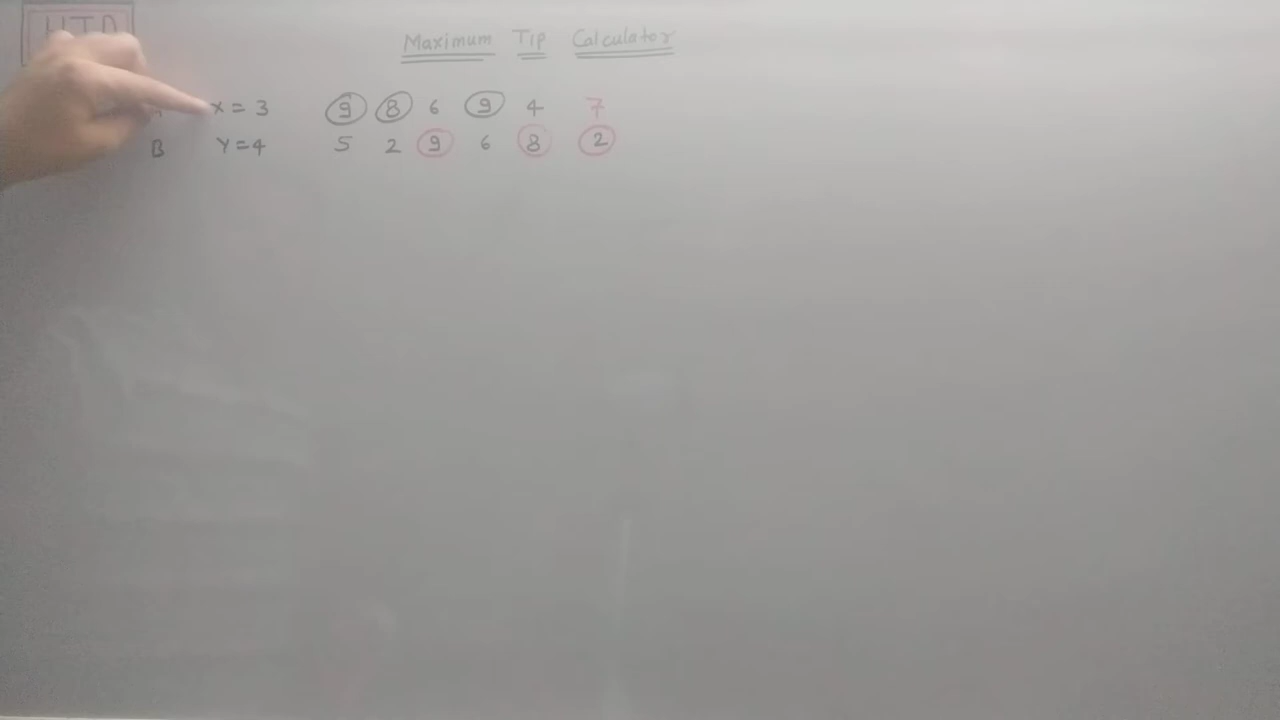 Maximum Tip Calculator
X = 3 9 8 6 9 4 7
B Y = 4 5 2 9 6 8 2